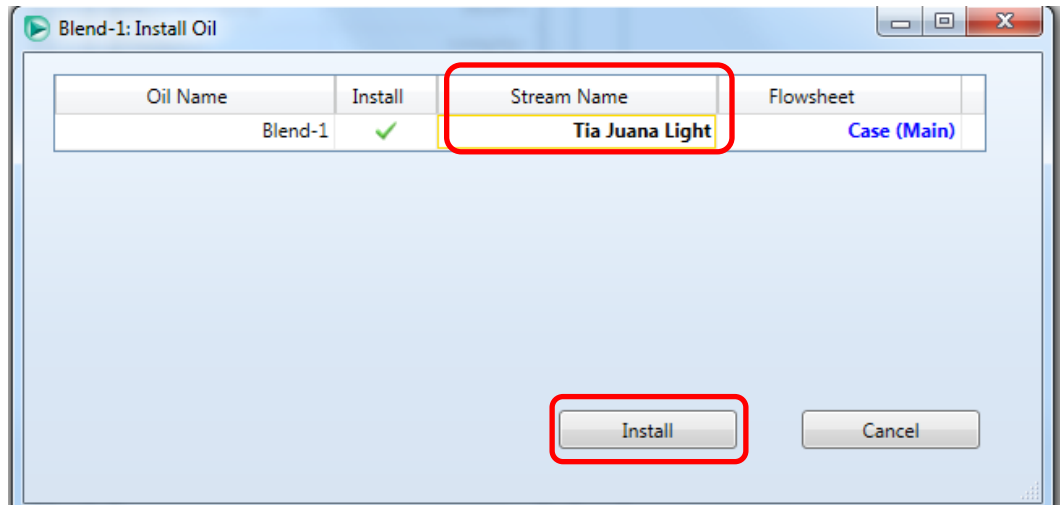 Blend-1: Install Oil
Oil Name Install Stream Name Flowsheet
Blend-1 Tia Juana Light Case (Main)
Install Cancel